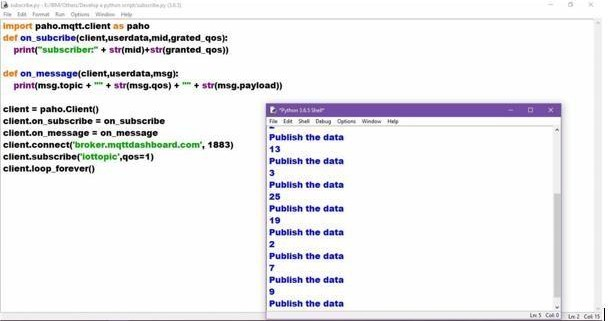 subscribe.py - E:/IBM/Others/Develop a python script/subscribe.py (3.6.5)
File Edit Format Run Options Window Help
import paho.mqtt.client as paho
def on_subcribe(client,userdata,mid,grated_qos):
print("subscriber:" + str(mid)+str(granted_qos))
def on_message(client,userdata,msg):
print(msg.topic + "" + str(msg.qos) + "" + str(msg.payload))
client = paho.Client()
client.on_subscribe = on_subscribe
client.on_message = on_message
client.connect('broker.mqttdashboard.com', 1883)
client.subscribe('iottopic',qos=1)
client.loop_forever()
*Python 3.6.5 Shell*
File Edit Shell Debug Options Window Help
Publish the data
13
Publish the data
3
Publish the data
25
Publish the data
19
Publish the data
2
Publish the data
7
Publish the data
9
Publish the data
Ln: 5 Col: 0
Ln: 2 Col: 15